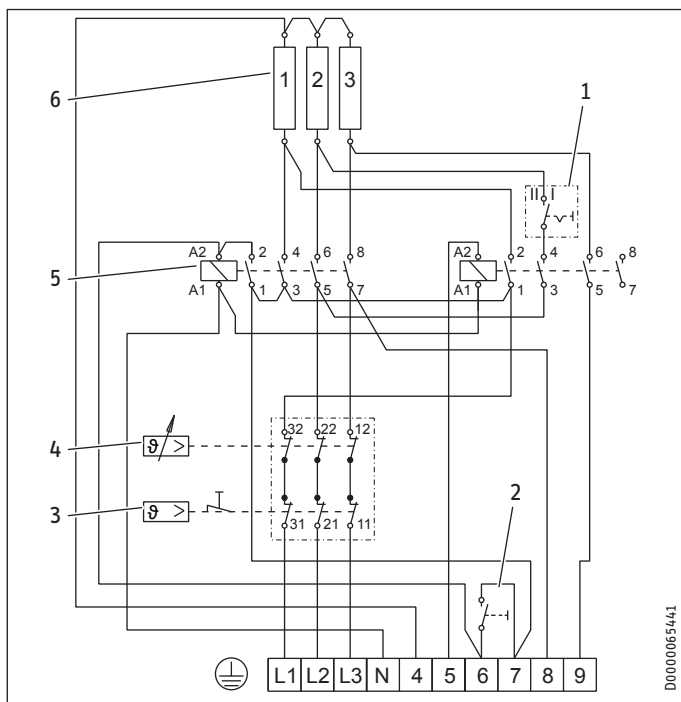 1 2 3
6
1
II I
A2 2 4 6 8
A2 2 4 6 8
5
A1 1 3 5 7
A1 1 3 5 7
32 22 12
4 ϑ >
2
3 ϑ >
31 21 11
L1 L2 L3 N 4 5 6 7 8 9
D0000065441